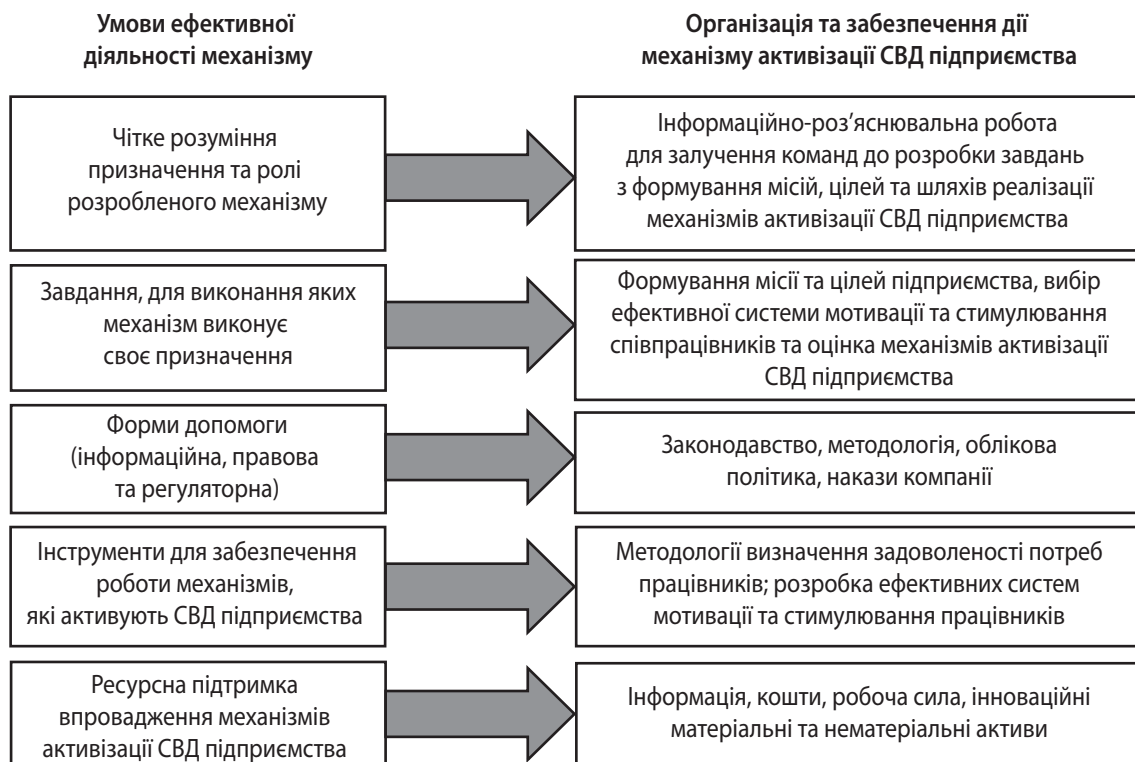 Умови ефективної
діяльності механізму
Організація та забезпечення дії
механізму активізації СВД підприємства
Чітке розуміння
призначення та ролі
розробленого механізму
Інформаційно-роз’яснювальна робота
для залучення команд до розробки завдань
з формування місій, цілей та шляхів реалізації
механізмів активізації СВД підприємства
Завдання, для виконання яких
механізм виконує
своє призначення
Формування місії та цілей підприємства, вибір
ефективної системи мотивації та стимулювання
співпрацівників та оцінка механізмів активізації
СВД підприємства
Форми допомоги
(інформаційна, правова
та регуляторна)
Законодавство, методологія, облікова
політика, накази компанії
Інструменти для забезпечення
роботи механізмів,
які активують СВД підприємства
Методології визначення задоволеності потреб
працівників; розробка ефективних систем
мотивації та стимулювання працівників
Ресурсна підтримка
впровадження механізмів
активізації СВД підприємства
Інформація, кошти, робоча сила, інноваційні
матеріальні та нематеріальні активи